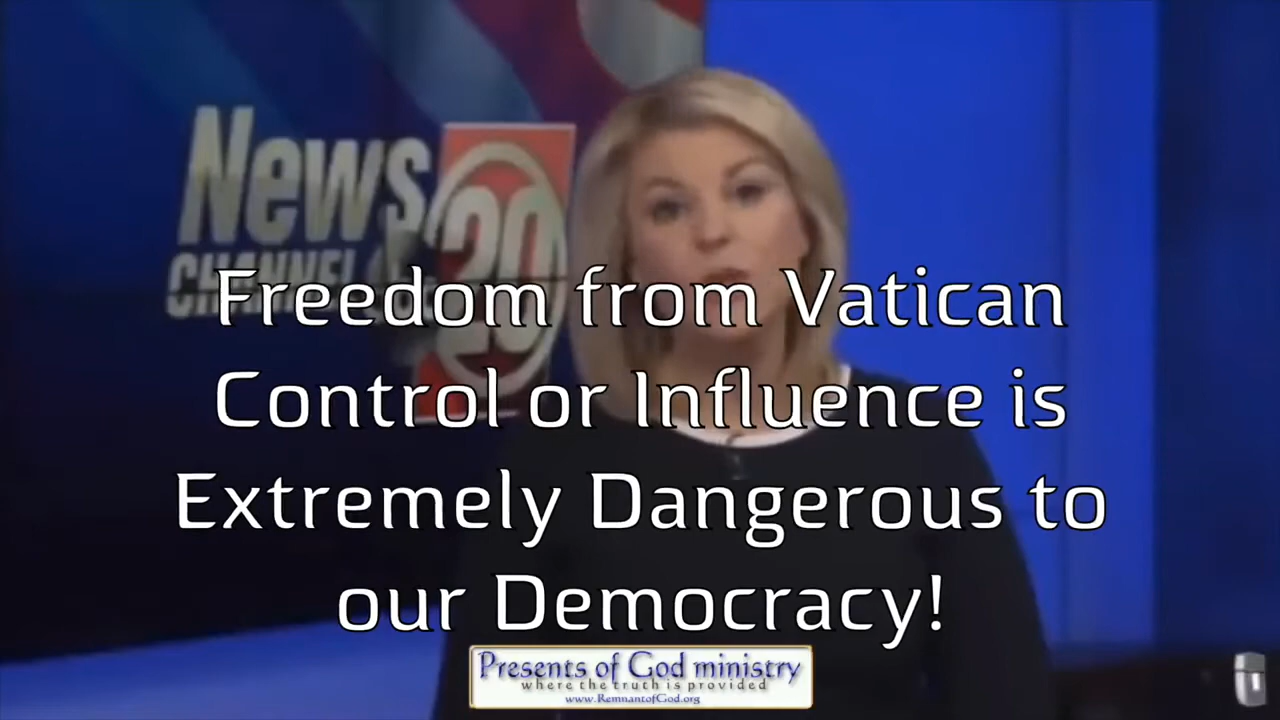 News
CHANNEL
20
Freedom from Vatican
Control or Influence is
Extremely Dangerous to
our Democracy!
Presents of God ministry
where the truth is provided
www.RemnantofGod.org